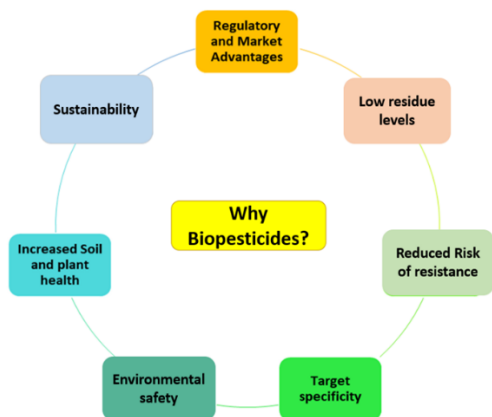 Regulatory
and Market
Advantages
Low residue
levels
Reduced Risk
of resistance
Target
specificity
Environmental
safety
Increased Soil
and plant
health
Sustainability
Why
Biopesticides?